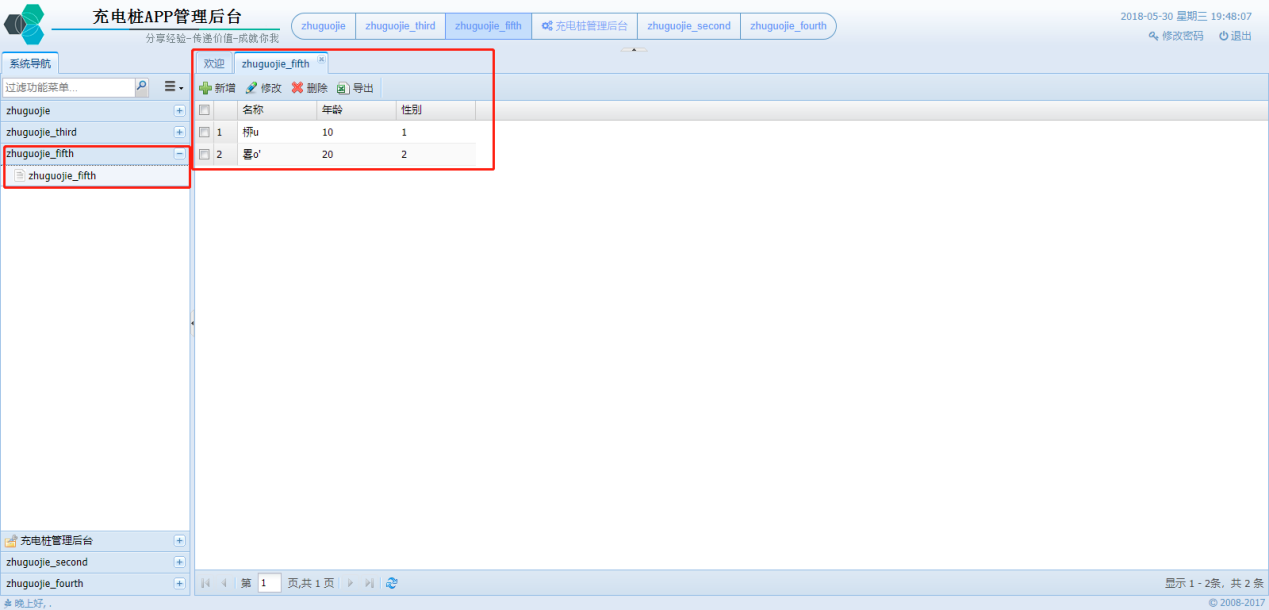 充电桩APP管理后台
分享经验-传递价值-成就你我
zhuguojie zhuguojie_third zhuguojie_fifth 充电桩管理后台 zhuguojie_second zhuguojie_fourth
2018-05-30 星期三 19:48:07
修改密码 退出
系统导航
过滤功能菜单...
zhuguojie
zhuguojie_third
zhuguojie_fifth
zhuguojie_fifth
充电桩管理后台
zhuguojie_second
zhuguojie_fourth
欢迎 zhuguojie_fifth
新增 修改 删除 导出
名称 年龄 性别
1 桞u 10 1
2 畧o' 20 2
第 1 页,共 1 页
显示 1 - 2条, 共 2 条
晚上好, .
© 2008-2017